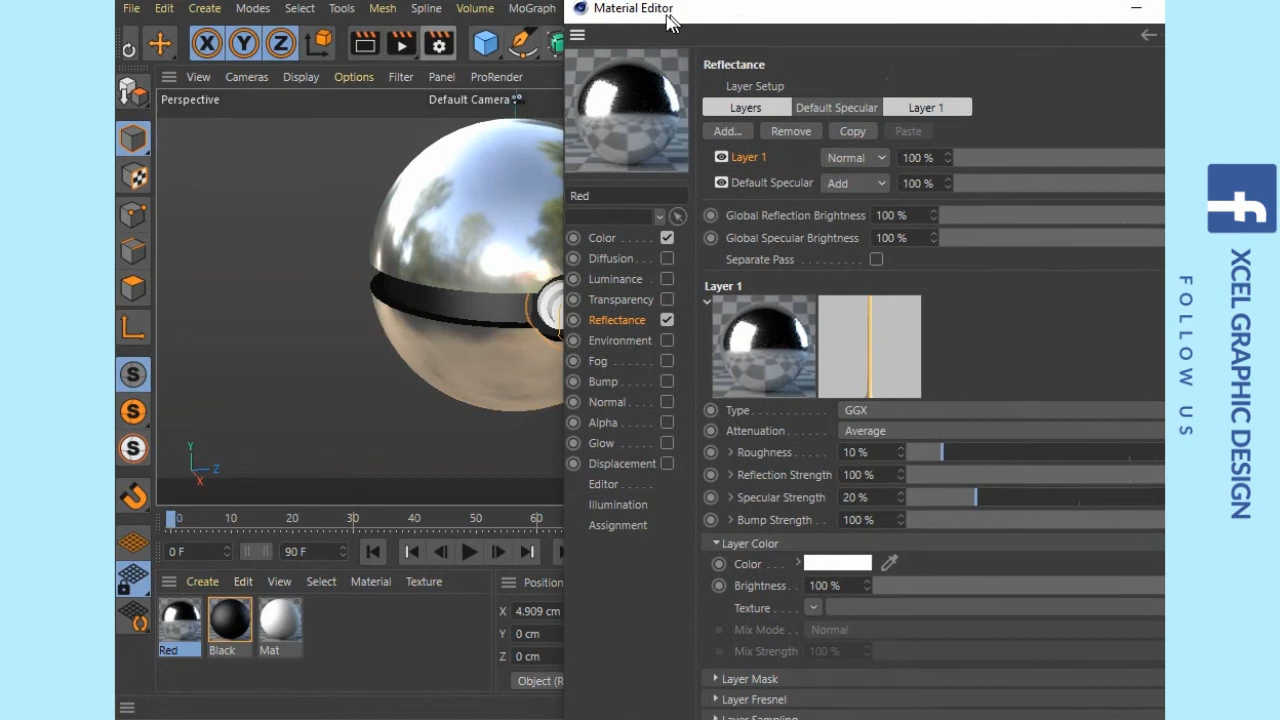 File Edit Create Modes Select Tools Mesh Spline Volume MoGraph
Material Editor
X Y Z
View Cameras Display Options Filter Panel ProRender
Perspective
Default Camera
Y
Z
X
0 10 20 30 40 50 60
0 F
90 F
Create Edit View Select Material Texture
Position
Red
Black
Mat
X 4.909 cm
Y 0 cm
Z 0 cm
Object (R
Red
Color . . . . .
Diffusion . . . .
Luminance .
Transparency
Reflectance
Environment
Fog . . . . . .
Bump . . . . .
Normal . . . .
Alpha . . . . .
Glow . . . . .
Displacement
Editor . . . . .
Illumination
Assignment
Reflectance
Layer Setup
Layers Default Specular Layer 1
Add... Remove Copy Paste
Layer 1 Normal 100 %
Default Specular Add 100 %
Global Reflection Brightness 100 %
Global Specular Brightness 100 %
Separate Pass . . . . . . . .
Layer 1
Type . . . . . . . . . . . GGX
Attenuation . . . . . . Average
Roughness . . . . 10 %
Reflection Strength 100 %
Specular Strength 20 %
Bump Strength . . 100 %
Layer Color
Color . . .
Brightness . 100 %
Texture . . . .
Mix Mode . . Normal
Mix Strength 100 %
Layer Mask
Layer Fresnel
Layer Sampling
f
FOLLOW US
XCEL GRAPHIC DESIGN